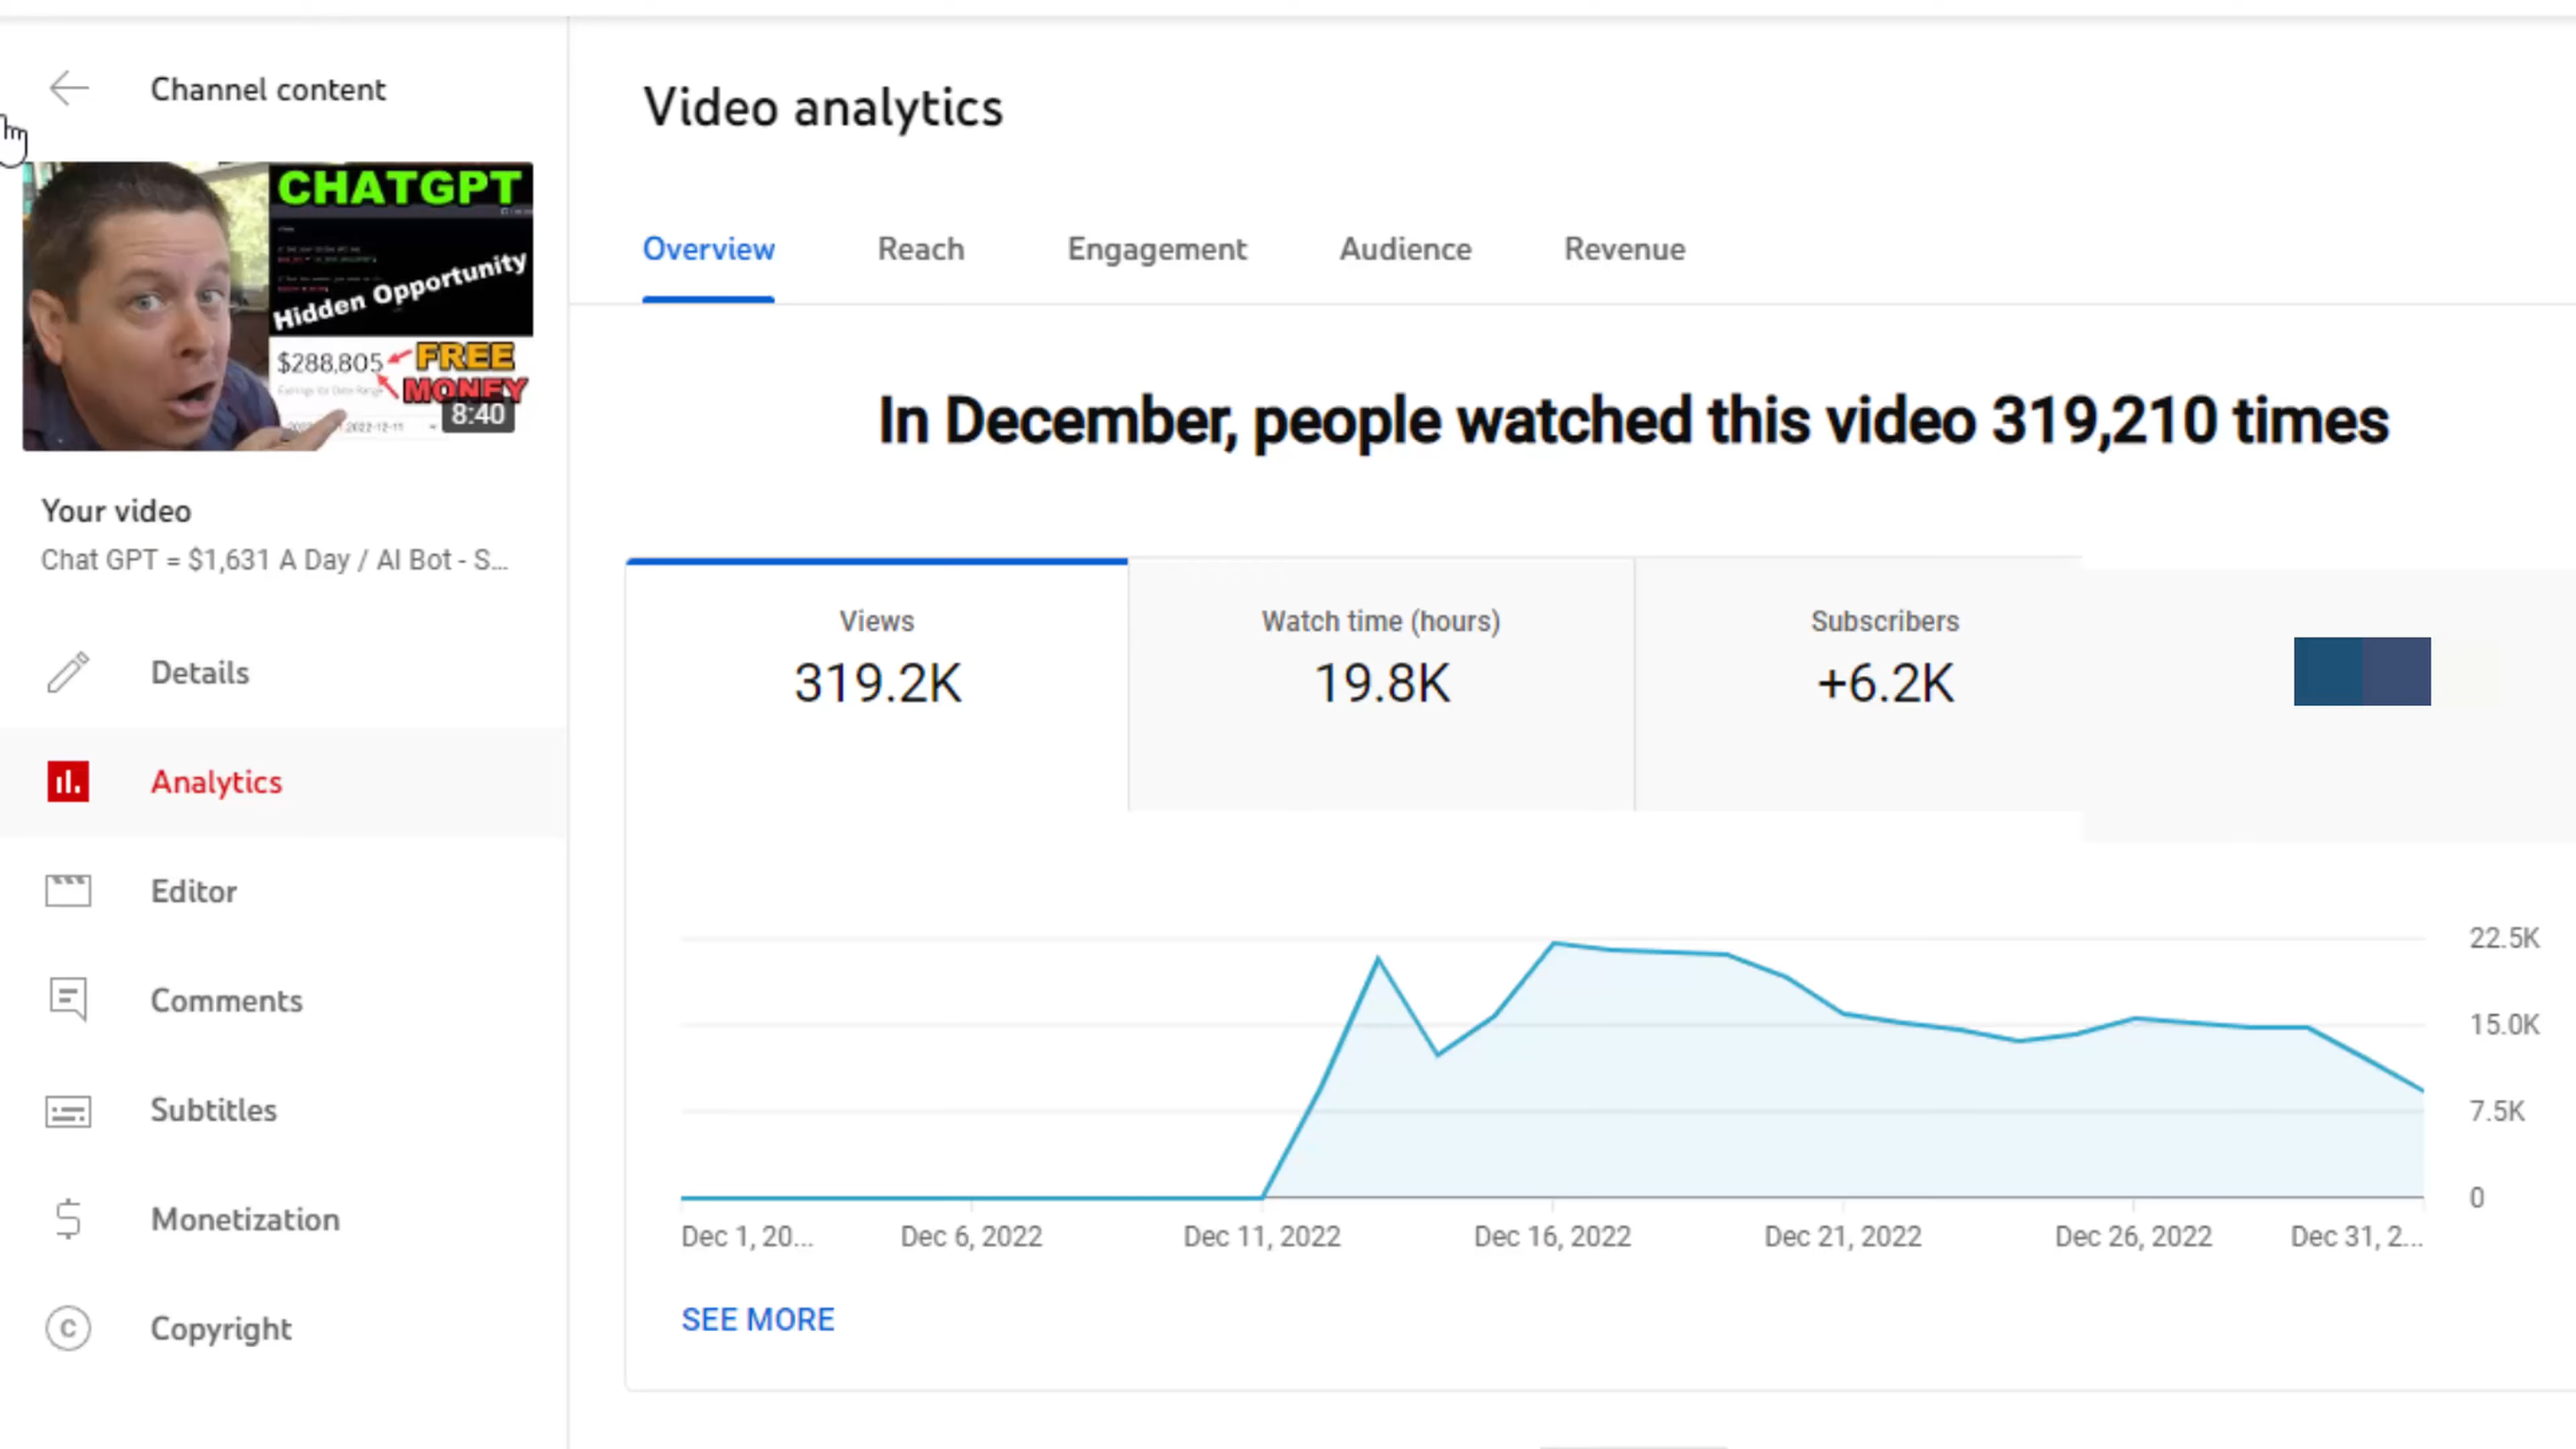 Channel content
CHATGPT
Hidden Opportunity
$288,805
FREE
MONEY
2022-12-11
8:40
Your video
Chat GPT = $1,631 A Day / AI Bot - S...
Details
Analytics
Editor
Comments
Subtitles
Monetization
Copyright
Video analytics
Overview Reach Engagement Audience Revenue
In December, people watched this video 319,210 times
Views
319.2K
Watch time (hours)
19.8K
Subscribers
+6.2K
22.5K
15.0K
7.5K
0
Dec 1, 20... Dec 6, 2022 Dec 11, 2022 Dec 16, 2022 Dec 21, 2022 Dec 26, 2022 Dec 31, 2...
SEE MORE